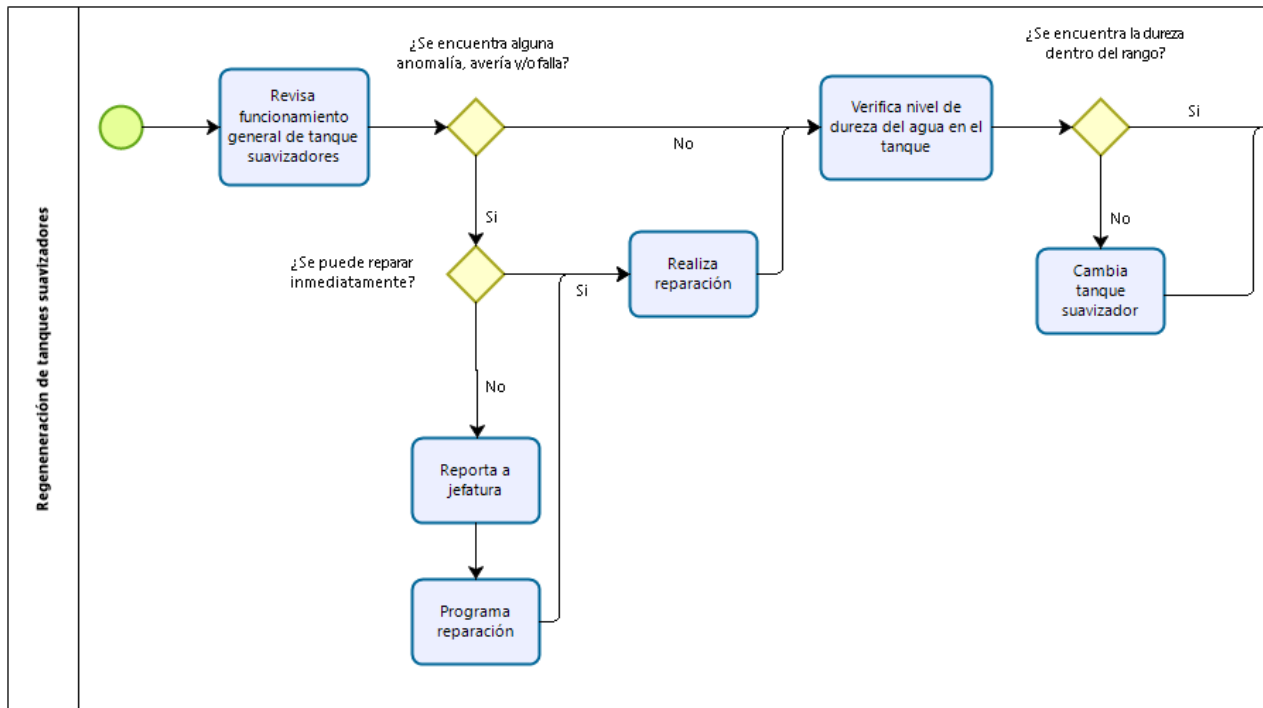 Regeneneración de tanques suavizadores
Revisa
funcionamiento
general de tanque
suavizadores
¿Se encuentra alguna
anomalía, avería y/o falla?
No
Si
¿Se puede reparar
inmediatamente?
Si
No
Realiza
reparación
Reporta a
jefatura
Programa
reparación
Verifica nivel de
dureza del agua en el
tanque
¿Se encuentra la dureza
dentro del rango?
Si
No
Cambia
tanque
suavizador